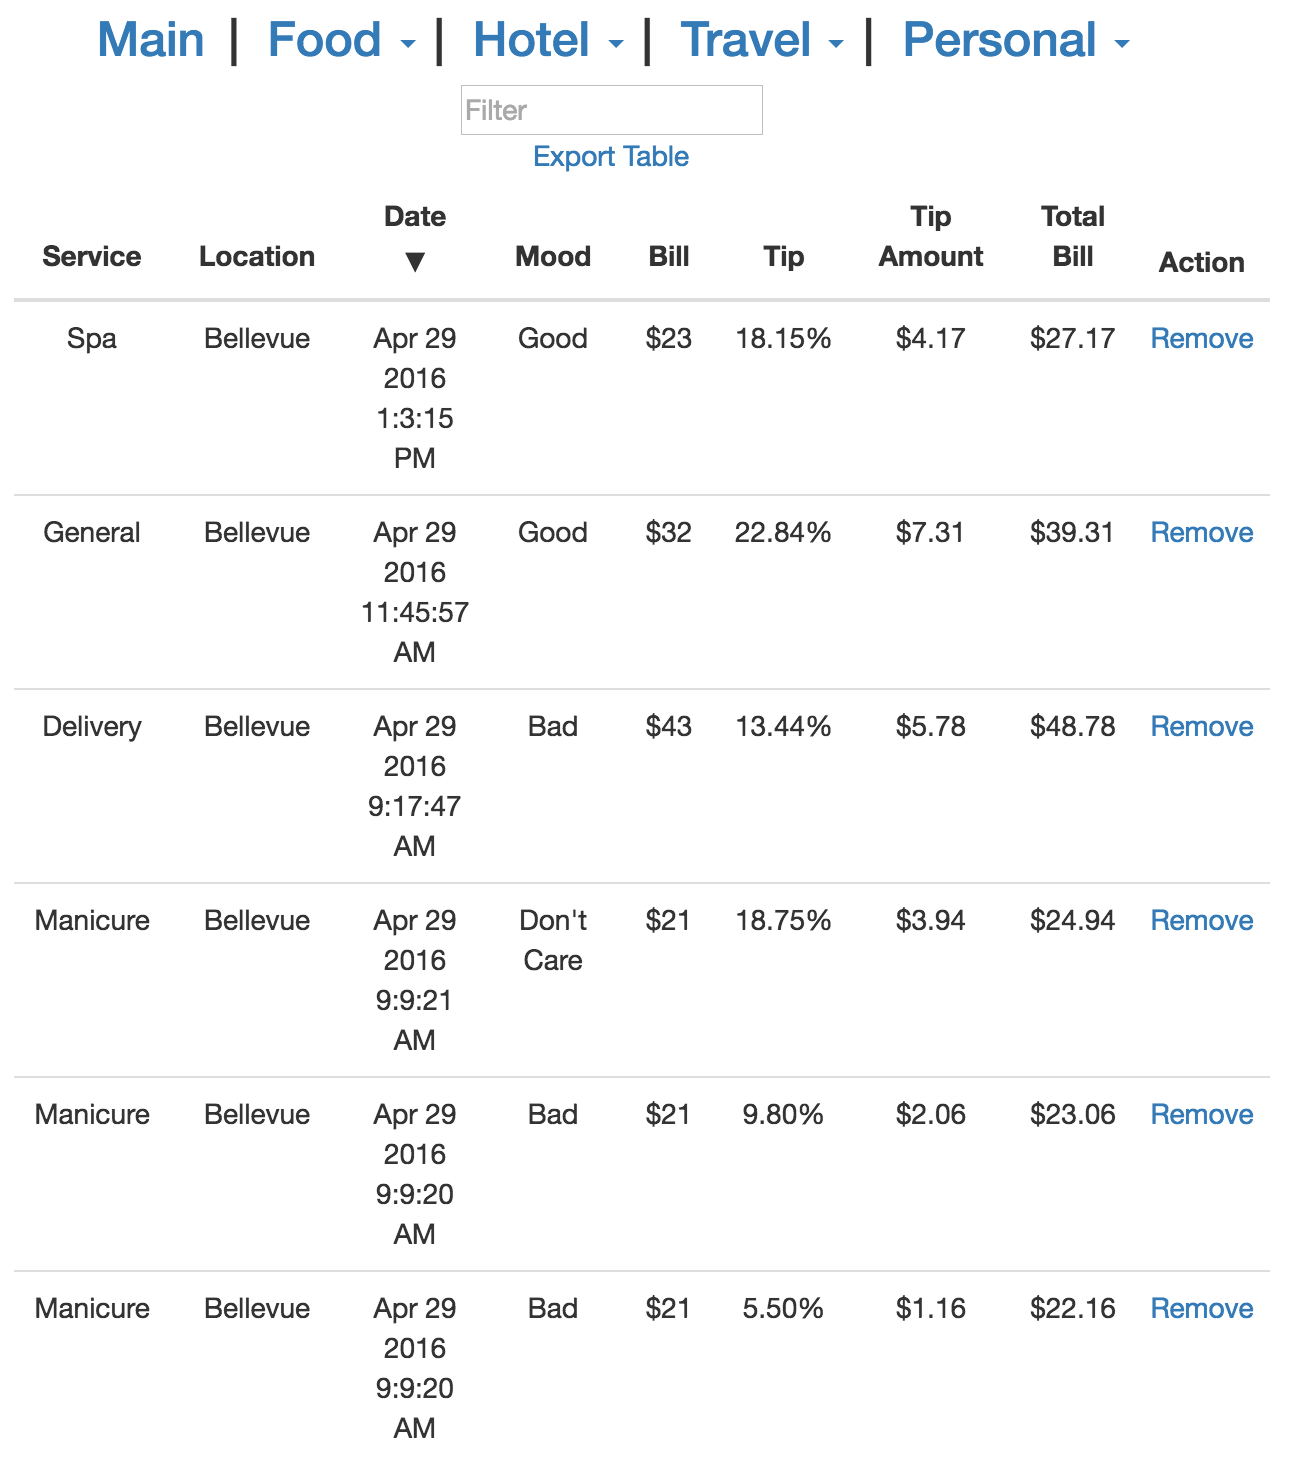 Main | Food | Hotel | Travel | Personal
Filter
Export Table
Service Location Date ▼ Mood Bill Tip Tip Amount Total Bill Action
Spa Bellevue Apr 29 2016 1:3:15 PM Good $23 18.15% $4.17 $27.17 Remove
General Bellevue Apr 29 2016 11:45:57 AM Good $32 22.84% $7.31 $39.31 Remove
Delivery Bellevue Apr 29 2016 9:17:47 AM Bad $43 13.44% $5.78 $48.78 Remove
Manicure Bellevue Apr 29 2016 9:9:21 AM Don't Care $21 18.75% $3.94 $24.94 Remove
Manicure Bellevue Apr 29 2016 9:9:20 AM Bad $21 9.80% $2.06 $23.06 Remove
Manicure Bellevue Apr 29 2016 9:9:20 AM Bad $21 5.50% $1.16 $22.16 Remove